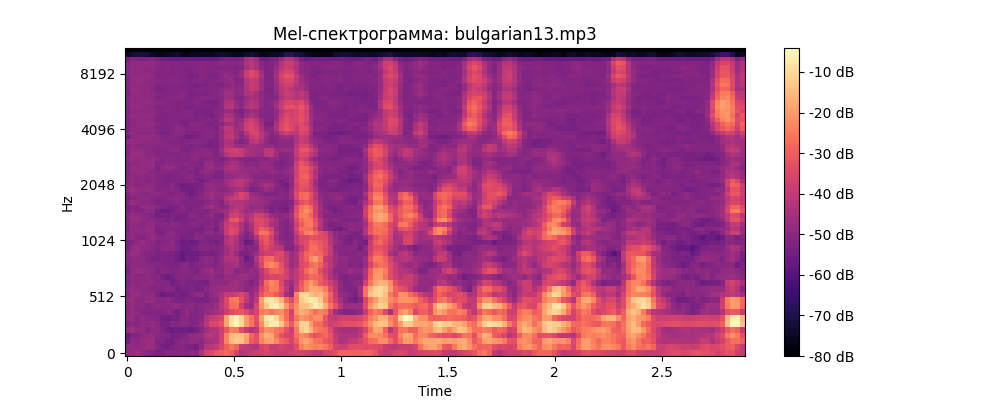 Mel-спектрограмма: bulgarian13.mp3
8192
4096
2048
1024
512
0
Hz
0
0.5
1
1.5
2
2.5
Time
-10 dB
-20 dB
-30 dB
-40 dB
-50 dB
-60 dB
-70 dB
-80 dB